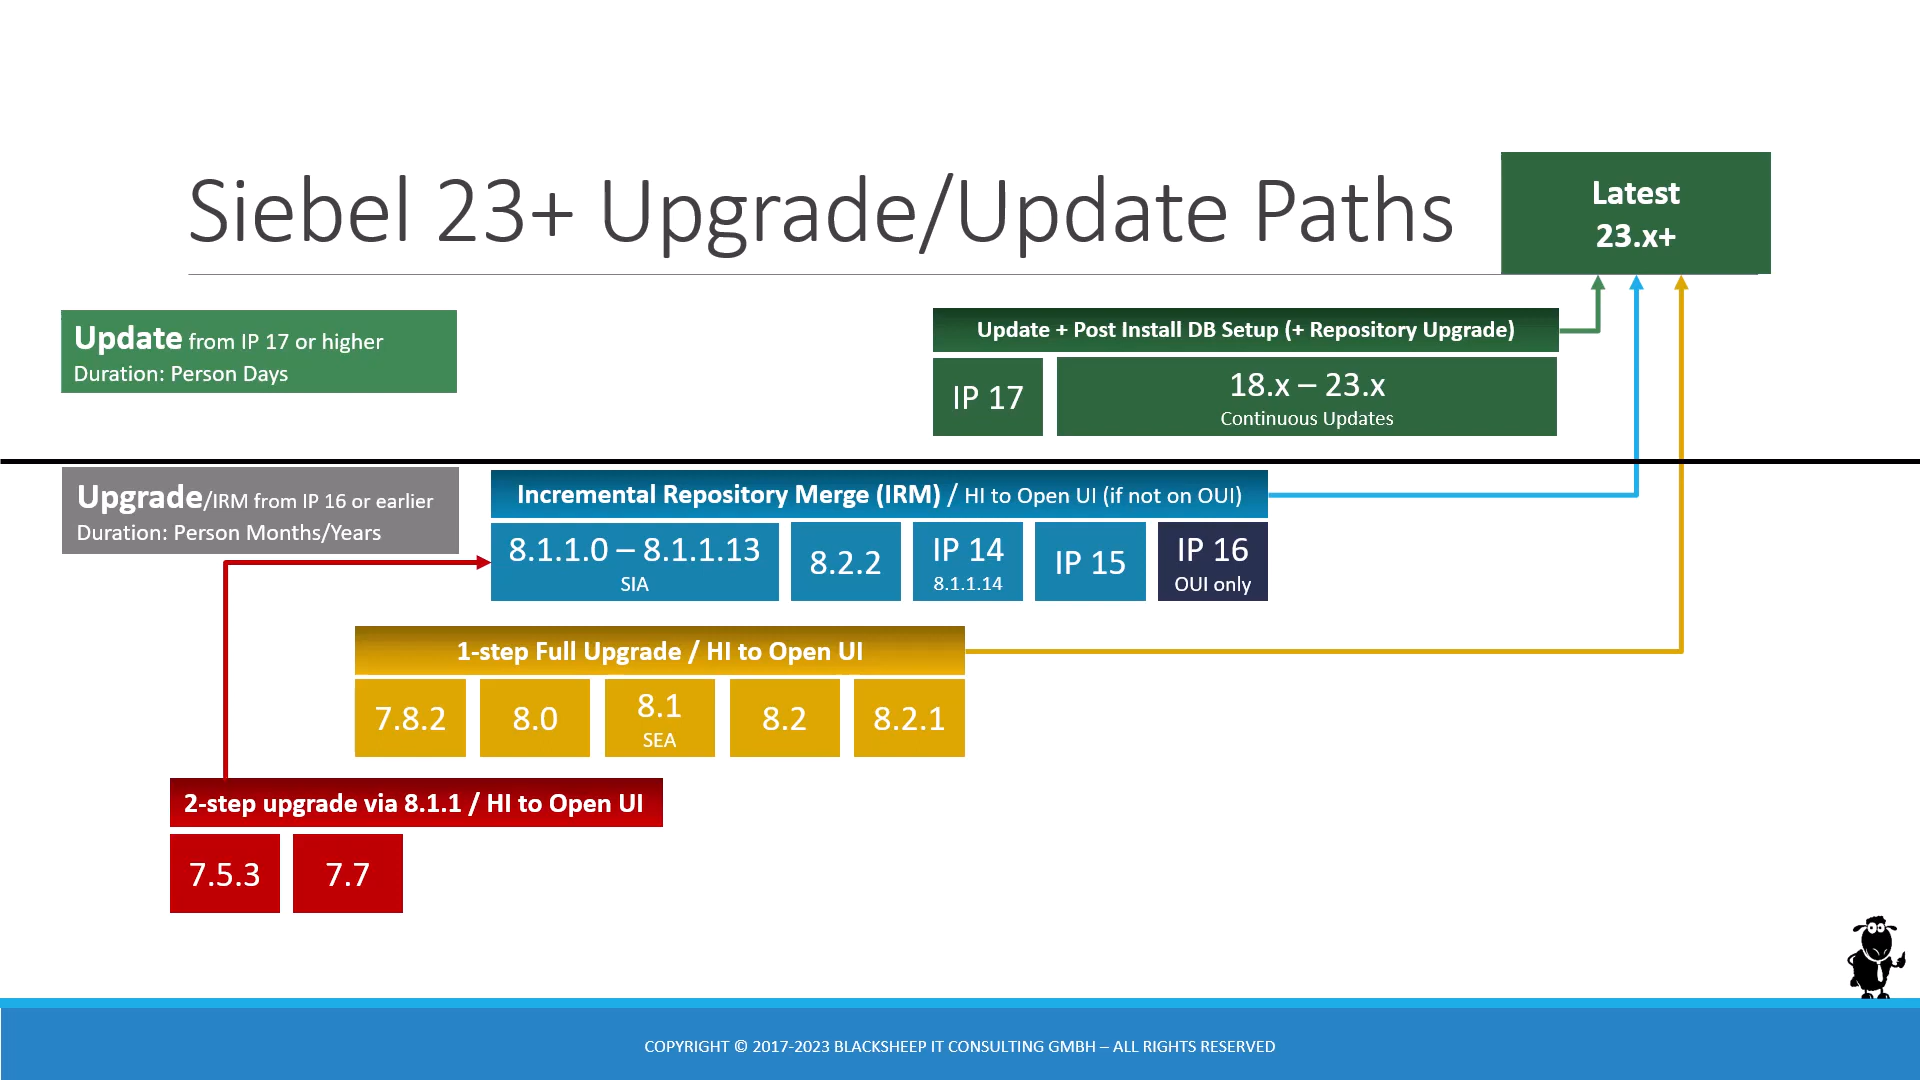 Siebel 23+ Upgrade/Update Paths
Latest
23.x+
Update from IP 17 or higher
Duration: Person Days
Update + Post Install DB Setup (+ Repository Upgrade)
IP 17
18.x – 23.x
Continuous Updates
Upgrade/IRM from IP 16 or earlier
Duration: Person Months/Years
Incremental Repository Merge (IRM) / HI to Open UI (if not on OUI)
8.1.1.0 – 8.1.1.13
SIA
8.2.2
IP 14
8.1.1.14
IP 15
IP 16
OUI only
1-step Full Upgrade / HI to Open UI
7.8.2
8.0
8.1
SEA
8.2
8.2.1
2-step upgrade via 8.1.1 / HI to Open UI
7.5.3
7.7
COPYRIGHT © 2017-2023 BLACKSHEEP IT CONSULTING GMBH – ALL RIGHTS RESERVED